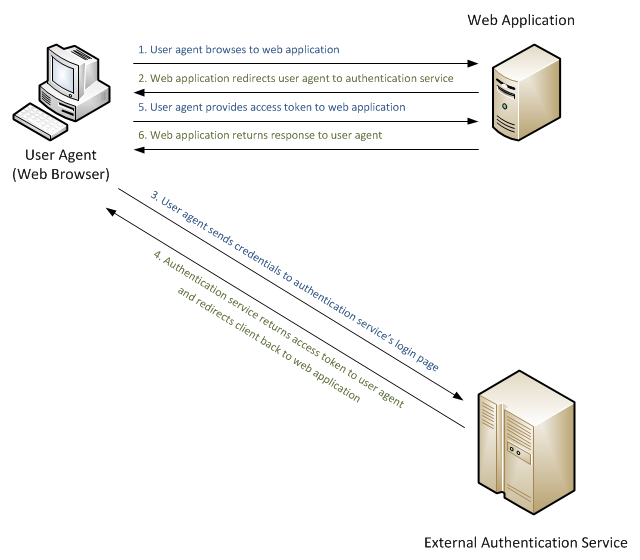 Web Application
1. User agent browses to web application
2. Web application redirects user agent to authentication service
5. User agent provides access token to web application
6. Web application returns response to user agent
User Agent
(Web Browser)
3. User agent sends credentials to authentication service's login page
4. Authentication service returns access token to user agent
and redirects client back to web application
External Authentication Service